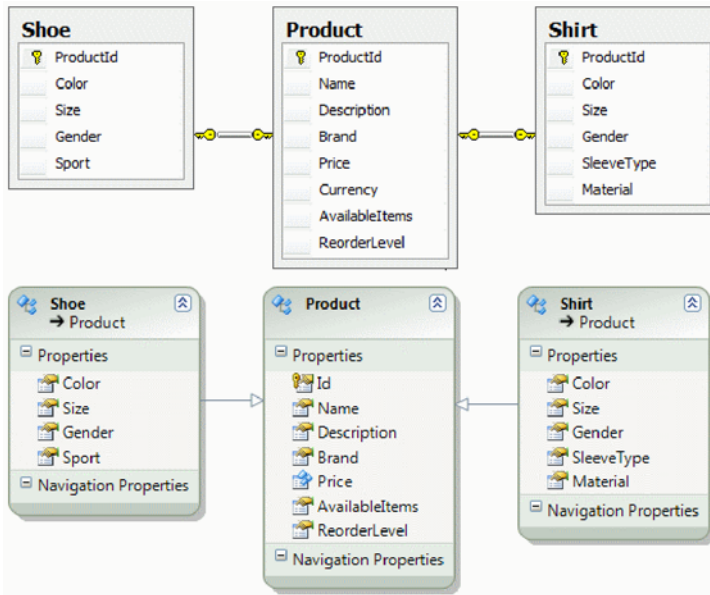 Shoe
ProductId
Color
Size
Gender
Sport
Product
ProductId
Name
Description
Brand
Price
Currency
AvailableItems
ReorderLevel
Shirt
ProductId
Color
Size
Gender
SleeveType
Material
Shoe
→ Product
Properties
Color
Size
Gender
Sport
Navigation Properties
Product
Properties
Id
Name
Description
Brand
Price
AvailableItems
ReorderLevel
Navigation Properties
Shirt
→ Product
Properties
Color
Size
Gender
SleeveType
Material
Navigation Properties